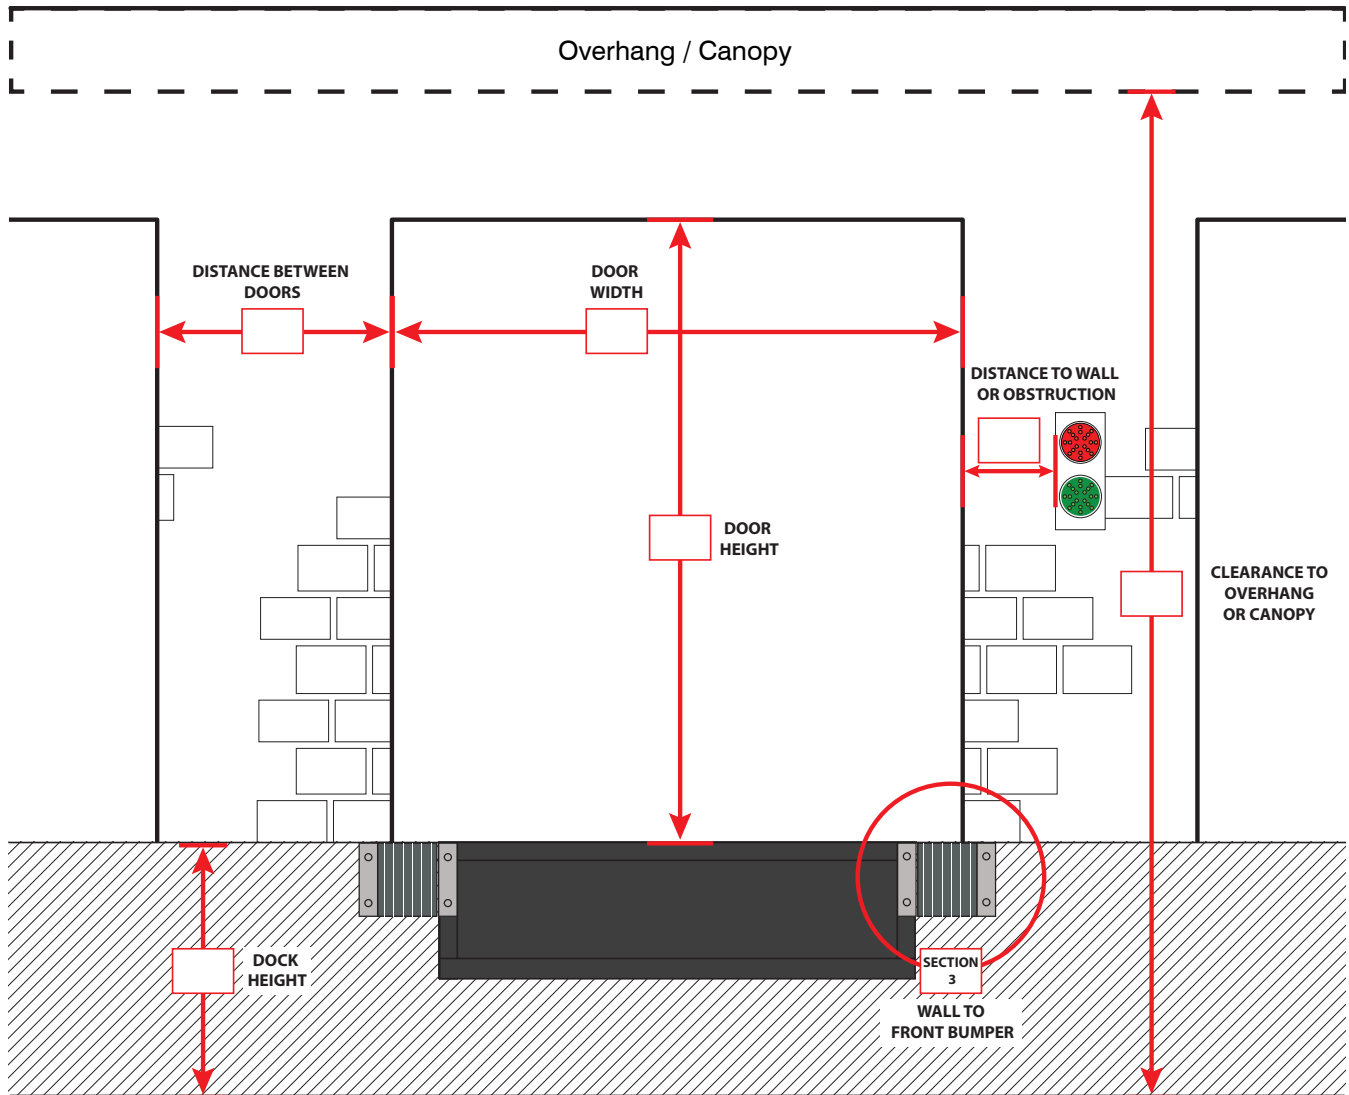 Overhang / Canopy
DISTANCE BETWEEN
DOORS
DOOR
WIDTH
DISTANCE TO WALL
OR OBSTRUCTION
DOOR
HEIGHT
CLEARANCE TO
OVERHANG
OR CANOPY
DOCK
HEIGHT
SECTION
3
WALL TO
FRONT BUMPER